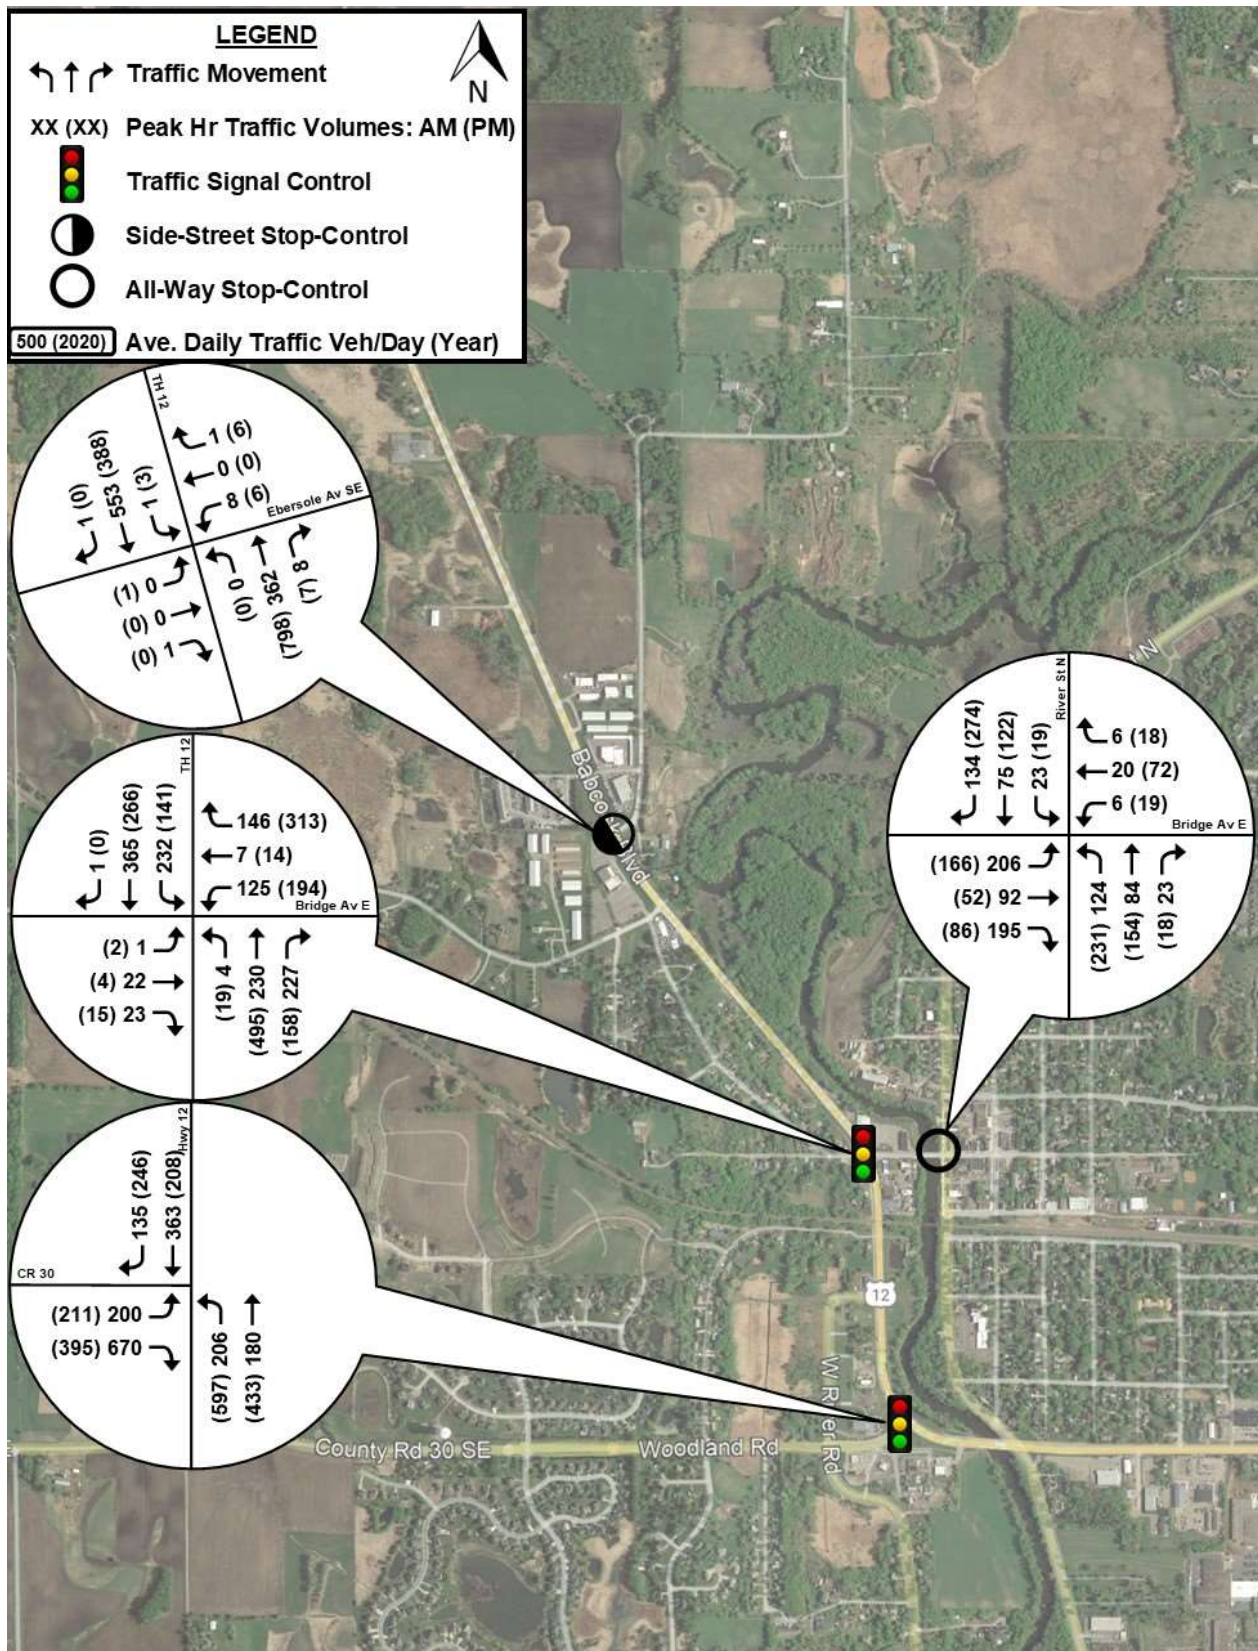 LEGEND
Traffic Movement
N
XX (XX) Peak Hr Traffic Volumes: AM (PM)
Traffic Signal Control
Side-Street Stop-Control
All-Way Stop-Control
500 (2020) Ave. Daily Traffic Veh/Day (Year)
TH 12
1 (0)
553 (388)
1 (3)
1 (6)
0 (0)
8 (6)
Ebersole Av SE
(1) 0
(0) 0
(0) 1
(0) 0
(798) 362
(7) 8
TH 12
1 (0)
365 (266)
232 (141)
146 (313)
7 (14)
125 (194)
Bridge Av E
(2) 1
(4) 22
(15) 23
(19) 4
(495) 230
(158) 227
River St N
134 (274)
75 (122)
23 (19)
6 (18)
20 (72)
6 (19)
Bridge Av E
(166) 206
(52) 92
(86) 195
(231) 124
(154) 84
(18) 23
Hwy 12
135 (246)
363 (208)
CR 30
(211) 200
(395) 670
(597) 206
(433) 180
N
12
W River Rd
County Rd 30 SE
Woodland Rd